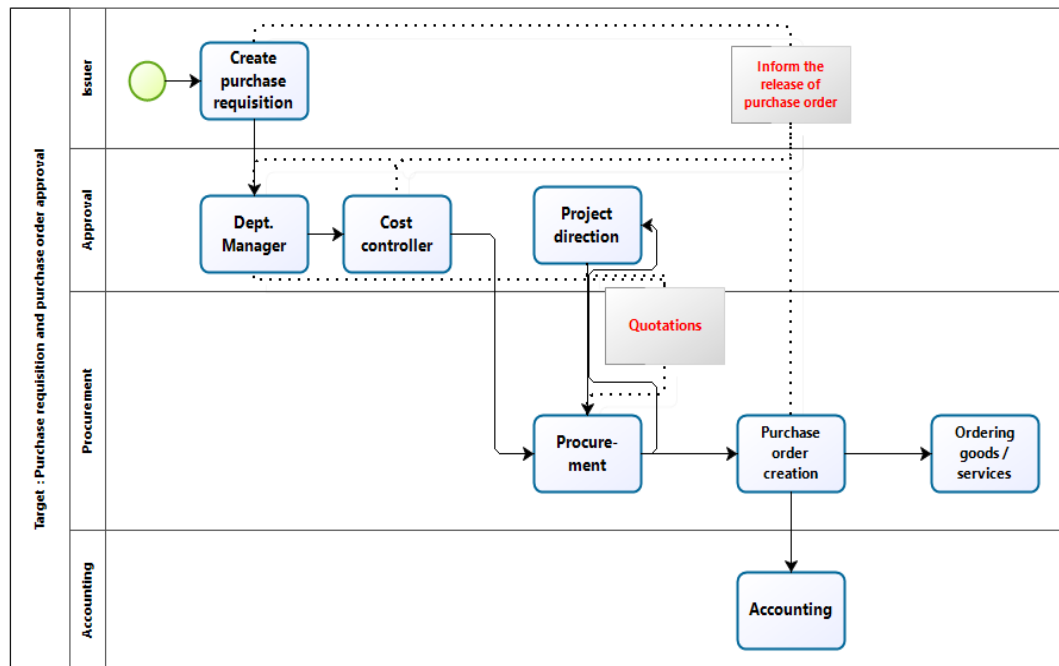 Target : Purchase requisition and purchase order approval
Issuer
Create
purchase
requisition
Inform the
release of
purchase order
Approval
Dept.
Manager
Cost
controller
Project
direction
Procurement
Quotations
Procure-
ment
Purchase
order
creation
Ordering
goods /
services
Accounting
Accounting